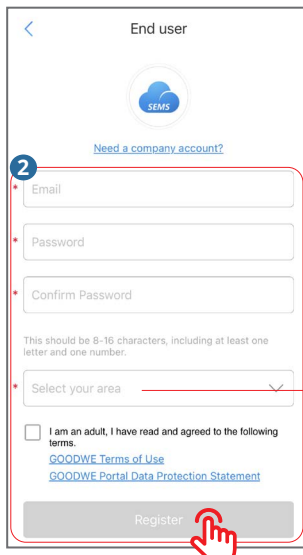 End user
SEMS
Need a company account?
2
* Email
* Password
* Confirm Password
This should be 8-16 characters, including at least one
letter and one number.
* Select your area
I am an adult, I have read and agreed to the following
terms.
GOODWE Terms of Use
GOODWE Portal Data Protection Statement
Register